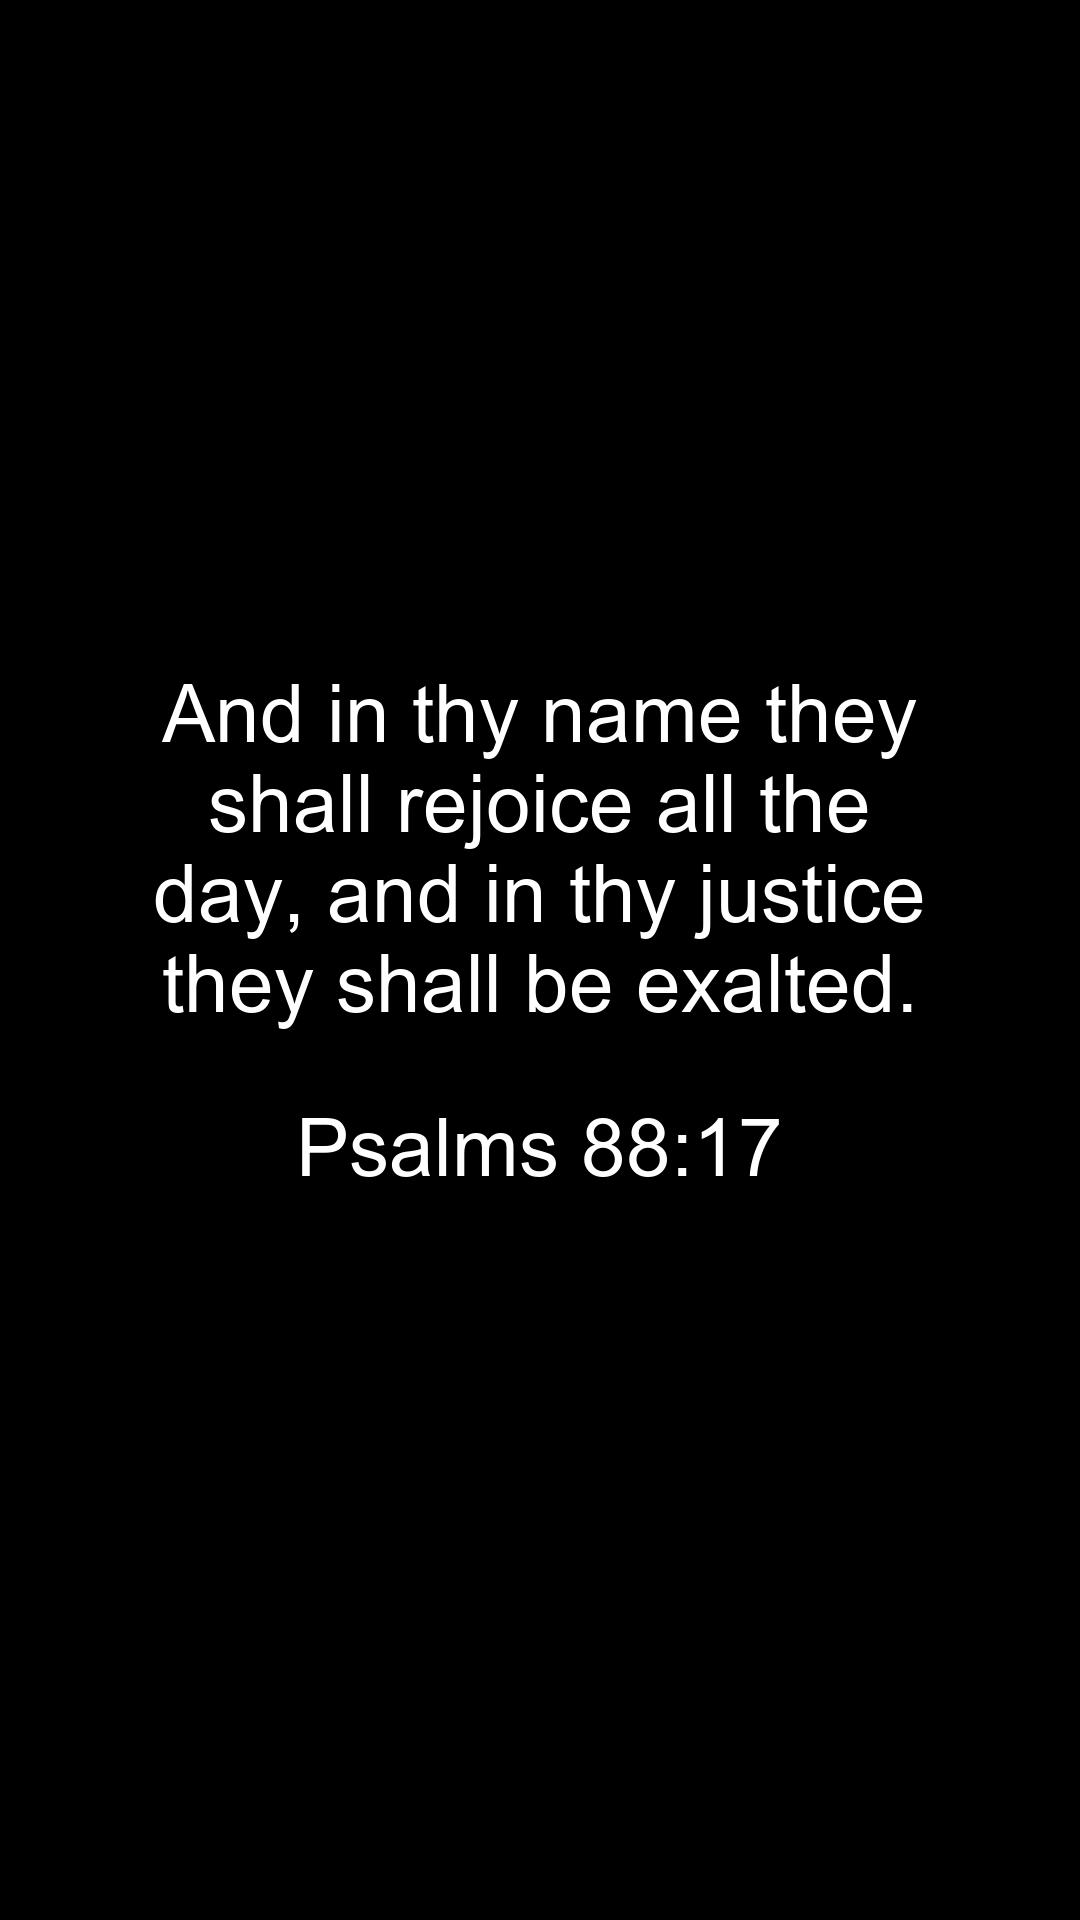 And in thy name they
shall rejoice all the
day, and in thy justice
they shall be exalted.
Psalms 88:17